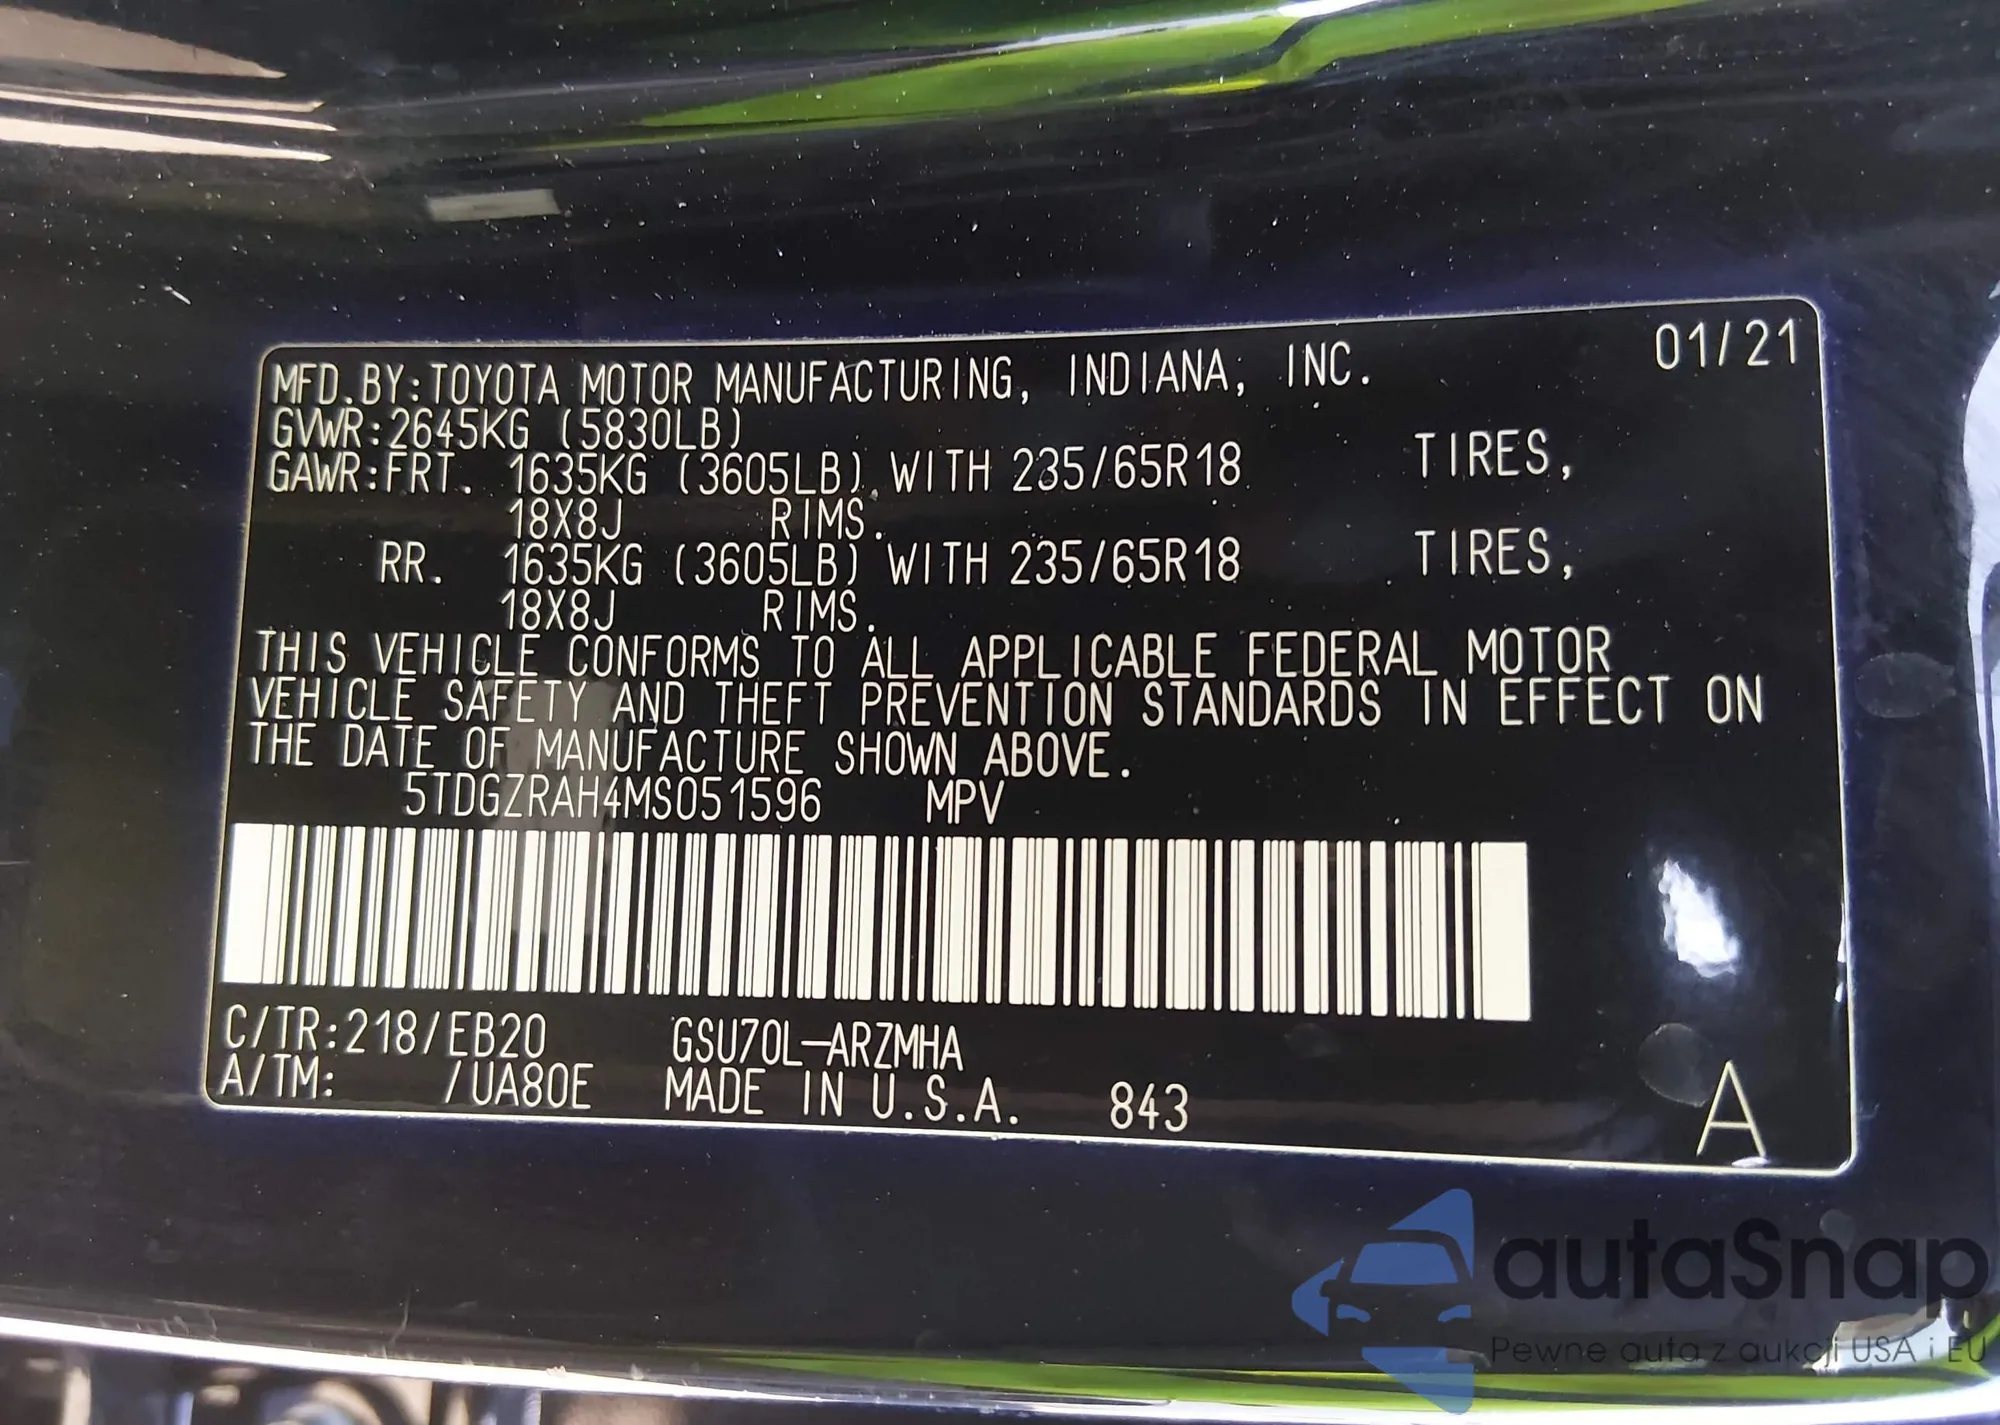 01/21
MFD.BY:TOYOTA MOTOR MANUFACTURING, INDIANA, INC.
GVWR:2645KG (5830LB)
GAWR:FRT. 1635KG (3605LB) WITH 235/65R18 TIRES,
18X8J RIMS.
RR. 1635KG (3605LB) WITH 235/65R18 TIRES,
18X8J RIMS.
THIS VEHICLE CONFORMS TO ALL APPLICABLE FEDERAL MOTOR
VEHICLE SAFETY AND THEFT PREVENTION STANDARDS IN EFFECT ON
THE DATE OF MANUFACTURE SHOWN ABOVE.
5TDGZRAH4MS051596 MPV
C/TR:218/EB20 GSU70L-ARZMHA
A/TM: /UA80E MADE IN U.S.A. 843
A
autaSnap
Pewne auta z aukcji USA i EU